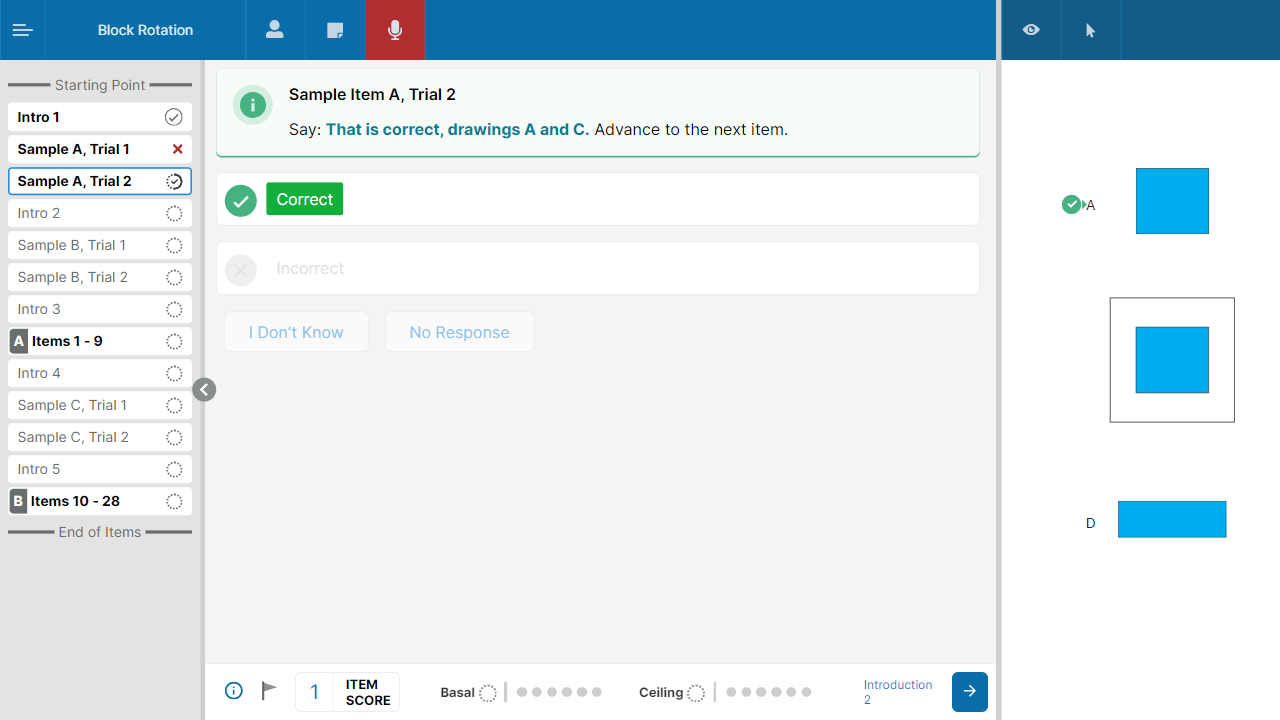 Block Rotation
Starting Point
Intro 1
Sample A, Trial 1
Sample A, Trial 2
Intro 2
Sample B, Trial 1
Sample B, Trial 2
Intro 3
A Items 1 - 9
Intro 4
Sample C, Trial 1
Sample C, Trial 2
Intro 5
B Items 10 - 28
End of Items
Sample Item A, Trial 2
Say: That is correct, drawings A and C. Advance to the next item.
Correct
Incorrect
I Don’t Know
No Response
1 ITEM
SCORE
Basal
Ceiling
Introduction
2
A
D